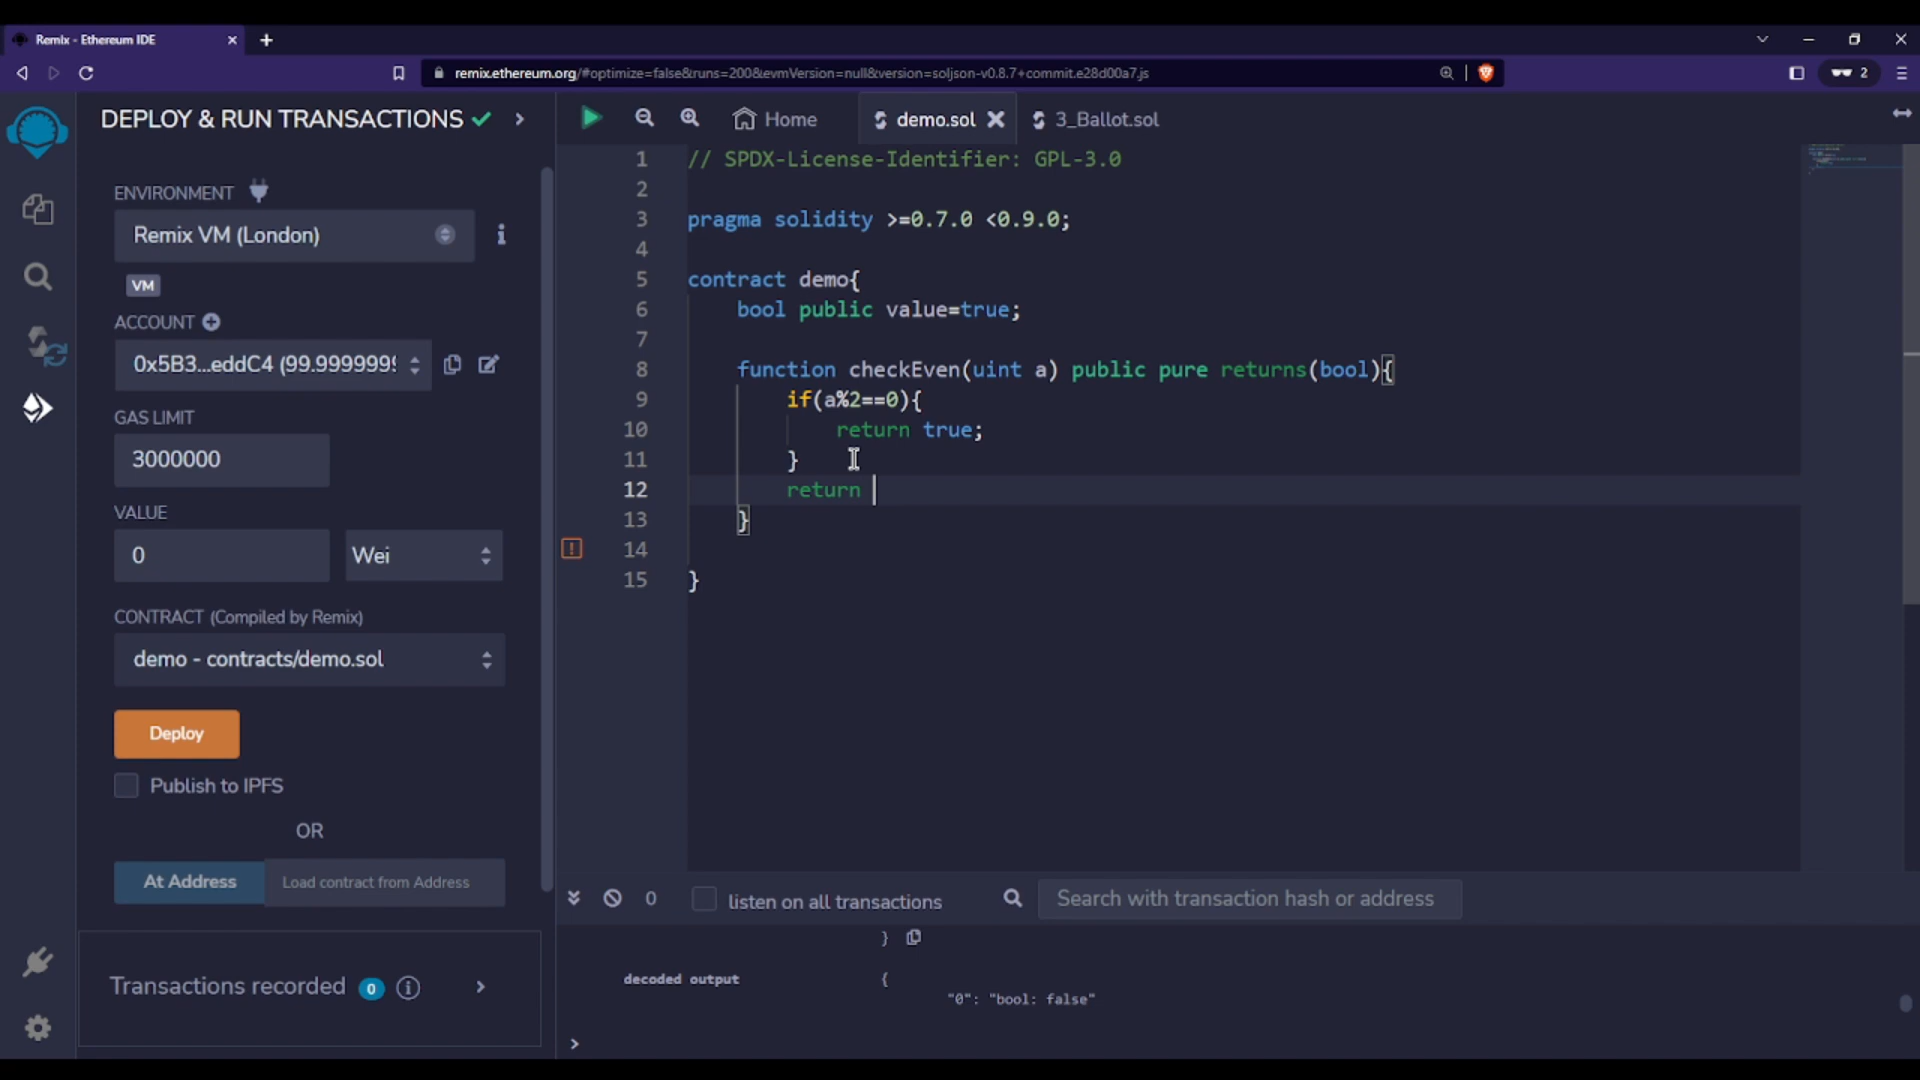 Remix - Ethereum IDE
remix.ethereum.org/#optimize=false&runs=200&evmVersion=null&version=soljson-v0.8.7+commit.e28d00a7.js
2
DEPLOY & RUN TRANSACTIONS
ENVIRONMENT
Remix VM (London)
VM
ACCOUNT
0x5B3...eddC4 (99.9999999
GAS LIMIT
3000000
VALUE
0
Wei
CONTRACT (Compiled by Remix)
demo - contracts/demo.sol
Deploy
Publish to IPFS
OR
At Address
Load contract from Address
Transactions recorded 0
Home
demo.sol
3_Ballot.sol
1 // SPDX-License-Identifier: GPL-3.0
2
3 pragma solidity >=0.7.0 <0.9.0;
4
5 contract demo{
6 bool public value=true;
7
8 function checkEven(uint a) public pure returns(bool){
9 if(a%2==0){
10 return true;
11 }
12 return
13 }
14
15 }
0
listen on all transactions
Search with transaction hash or address
}
decoded output {
"0": "bool: false"
>